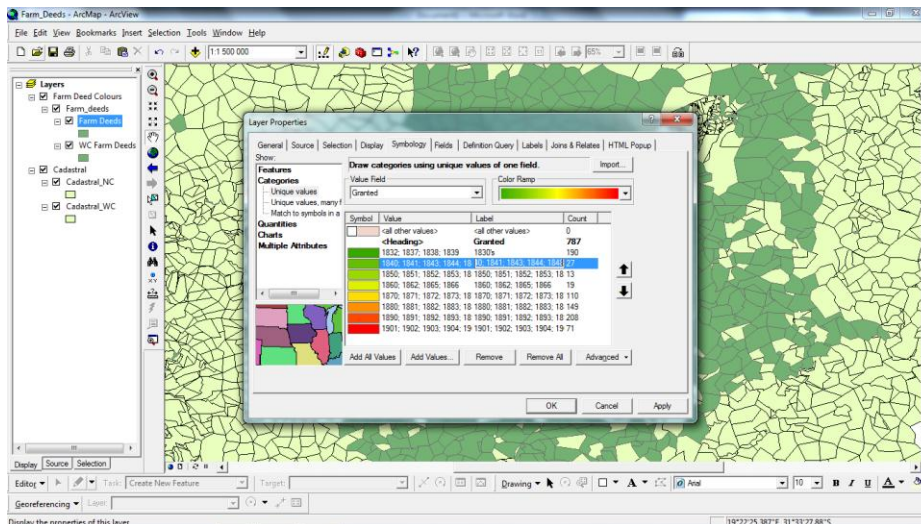 Farm_Deeds - ArcMap - ArcView
File Edit View Bookmarks Insert Selection Tools Window Help
1:1 500 000
65%
Layers
Farm Deed Colours
Farm_deeds
Farm Deeds
WC Farm Deeds
Cadastral
Cadastral_NC
Cadastral_WC
Display Source Selection
Layer Properties
General Source Selection Display Symbology Fields Definition Query Labels Joins & Relates HTML Popup
Show:
Features
Categories
Unique values
Unique values, many f
Match to symbols in a
Quantities
Charts
Multiple Attributes
Draw categories using unique values of one field.
Import...
Value Field
Granted
Color Ramp
Symbol Value Label Count
<all other values> <all other values> 0
<Heading> Granted 787
1832; 1837; 1838; 1839 1830's 190
1840; 1841; 1843; 1844; 18 0; 1841; 1843; 1844; 184 27
1850; 1851; 1852; 1853; 18 1850; 1851; 1852; 1853; 18 13
1860; 1862; 1865; 1866 1860; 1862; 1865; 1866 19
1870; 1871; 1872; 1873; 18 1870; 1871; 1872; 1873; 18 110
1880; 1881; 1882; 1883; 18 1880; 1881; 1882; 1883; 18 149
1890; 1891; 1892; 1893; 18 1890; 1891; 1892; 1893; 18 208
1901; 1902; 1903; 1904; 19 1901; 1902; 1903; 1904; 19 71
Add All Values Add Values... Remove Remove All Advanced
OK Cancel Apply
Editor Task: Create New Feature Target: Drawing A Arial 10 B I U A
Georeferencing Layer:
Display the properties of this layer
19°22'25.387"E 31°33'27.88"S